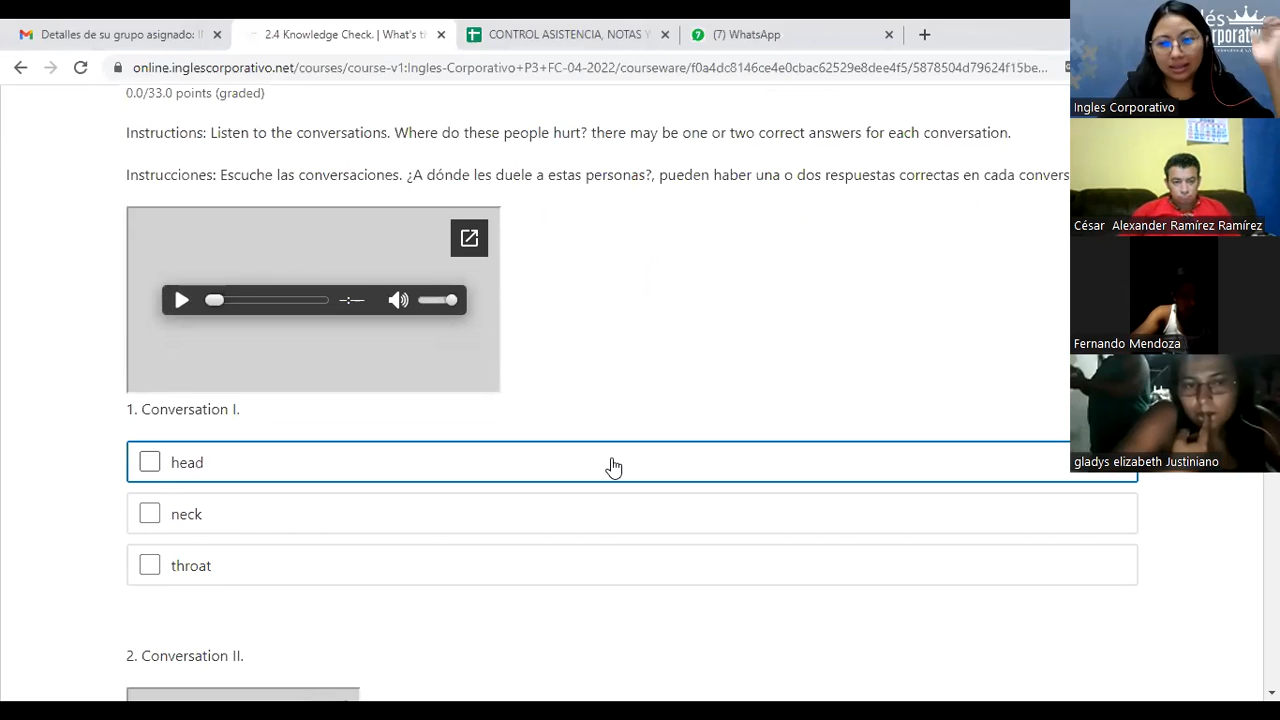 Detalles de su grupo asignado: I
2.4 Knowledge Check. | What's th
CONTROL ASISTENCIA, NOTAS Y
(7) WhatsApp
online.inglescorporativo.net/courses/course-v1:Ingles-Corporativo+P3+FC-04-2022/courseware/f0a4dc8146ce4e0cbac62529e8dee4f5/5878504d79624f15be...
0.0/33.0 points (graded)
Instructions: Listen to the conversations. Where do these people hurt? there may be one or two correct answers for each conversation.
Instrucciones: Escuche las conversaciones. ¿A dónde les duele a estas personas?, pueden haber una o dos respuestas correctas en cada convers
-:--
1. Conversation I.
head
neck
throat
2. Conversation II.
Ingles Corporativo
César Alexander Ramírez Ramírez
Fernando Mendoza
gladys elizabeth Justiniano